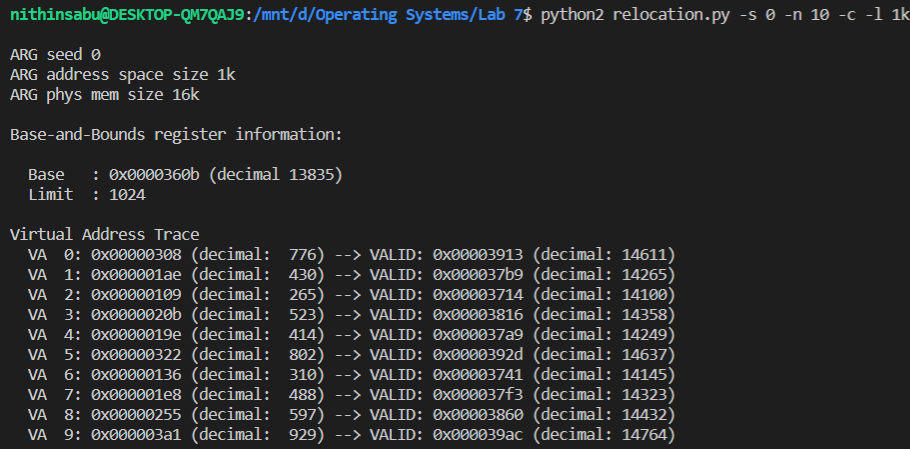 nithinsabu@DESKTOP-QM7QAJ9:/mnt/d/Operating Systems/Lab 7$ python2 relocation.py -s 0 -n 10 -c -l 1k
ARG seed 0
ARG address space size 1k
ARG phys mem size 16k
Base-and-Bounds register information:
Base   : 0x0000360b (decimal 13835)
Limit  : 1024
Virtual Address Trace
VA  0: 0x00000308 (decimal:  776) --> VALID: 0x00003913 (decimal: 14611)
VA  1: 0x000001ae (decimal:  430) --> VALID: 0x000037b9 (decimal: 14265)
VA  2: 0x00000109 (decimal:  265) --> VALID: 0x00003714 (decimal: 14100)
VA  3: 0x0000020b (decimal:  523) --> VALID: 0x00003816 (decimal: 14358)
VA  4: 0x0000019e (decimal:  414) --> VALID: 0x000037a9 (decimal: 14249)
VA  5: 0x00000322 (decimal:  802) --> VALID: 0x0000392d (decimal: 14637)
VA  6: 0x00000136 (decimal:  310) --> VALID: 0x00003741 (decimal: 14145)
VA  7: 0x000001e8 (decimal:  488) --> VALID: 0x000037f3 (decimal: 14323)
VA  8: 0x00000255 (decimal:  597) --> VALID: 0x00003860 (decimal: 14432)
VA  9: 0x000003a1 (decimal:  929) --> VALID: 0x000039ac (decimal: 14764)